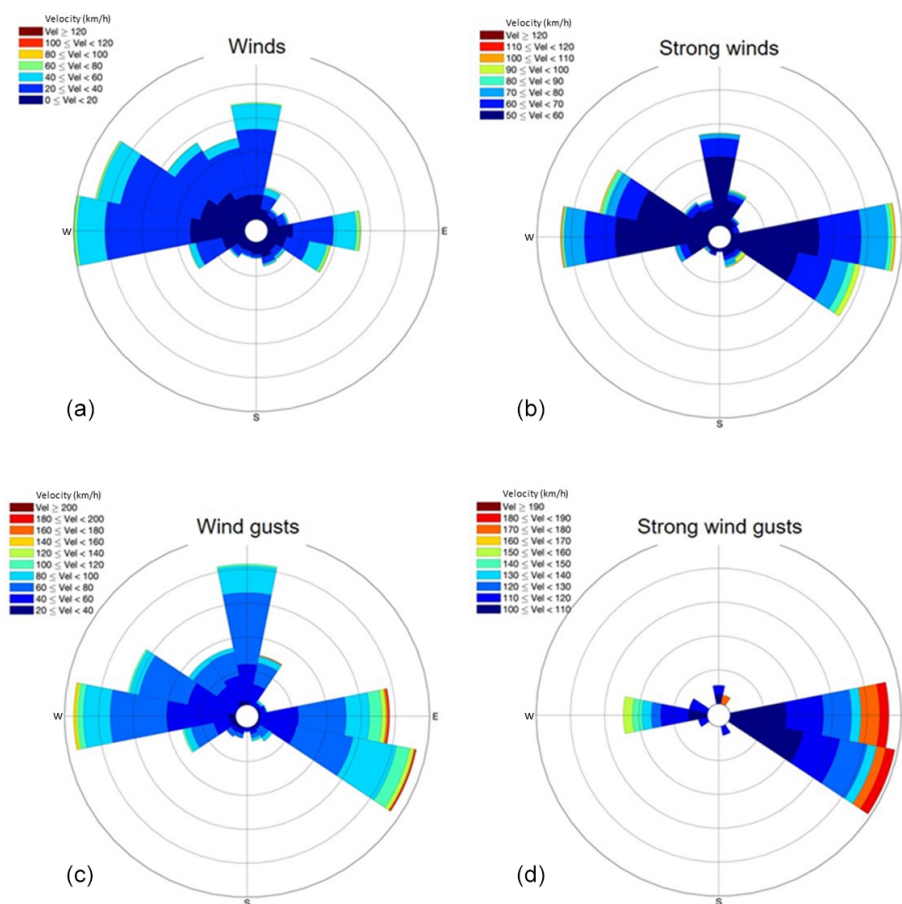 Velocity (km/h)
Vel ≥ 120
100 ≤ Vel < 120
80 ≤ Vel < 100
60 ≤ Vel < 80
40 ≤ Vel < 60
20 ≤ Vel < 40
0 ≤ Vel < 20
Winds
W
E
S
(a)
Velocity (km/h)
Vel ≥ 120
110 ≤ Vel < 120
100 ≤ Vel < 110
90 ≤ Vel < 100
80 ≤ Vel < 90
70 ≤ Vel < 80
60 ≤ Vel < 70
50 ≤ Vel < 60
Strong winds
W
S
(b)
Velocity (km/h)
Vel ≥ 200
180 ≤ Vel < 200
160 ≤ Vel < 180
140 ≤ Vel < 160
120 ≤ Vel < 140
100 ≤ Vel < 120
80 ≤ Vel < 100
60 ≤ Vel < 80
40 ≤ Vel < 60
20 ≤ Vel < 40
Wind gusts
W
E
S
(c)
Velocity (km/h)
Vel ≥ 190
180 ≤ Vel < 190
170 ≤ Vel < 180
160 ≤ Vel < 170
150 ≤ Vel < 160
140 ≤ Vel < 150
130 ≤ Vel < 140
120 ≤ Vel < 130
110 ≤ Vel < 120
100 ≤ Vel < 110
Strong wind gusts
W
S
(d)